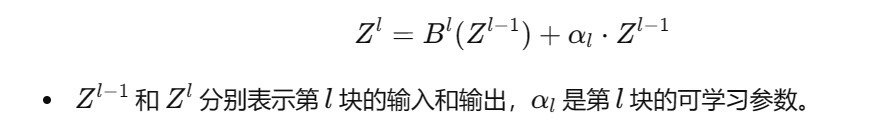 Z^l = B^l(Z^{l-1}) + α_l · Z^{l-1}
• Z^{l-1} 和 Z^l 分别表示第 l 块的输入和输出，α_l 是第 l 块的可学习参数。